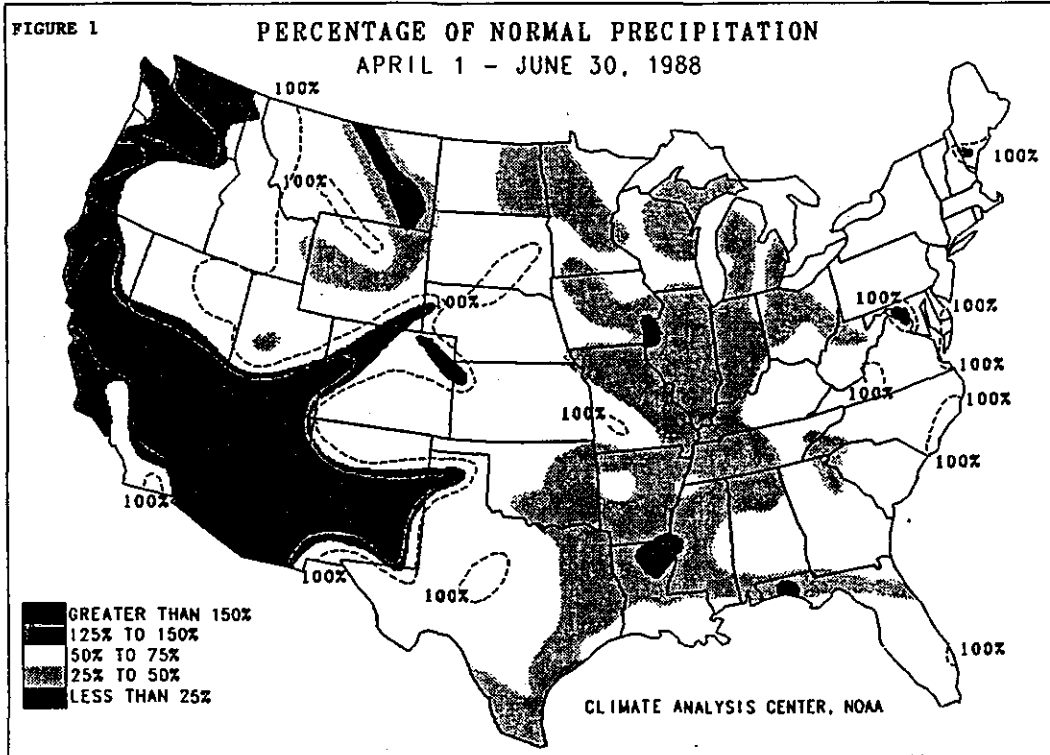 FIGURE 1
PERCENTAGE OF NORMAL PRECIPITATION
APRIL 1 - JUNE 30, 1988
100%
100%
100%
100%
00%
100%
100%
100%
100%
100%
100%
100%
100%
100%
100%
100%
GREATER THAN 150%
125% TO 150%
50% TO 75%
25% TO 50%
LESS THAN 25%
CLIMATE ANALYSIS CENTER, NOAA